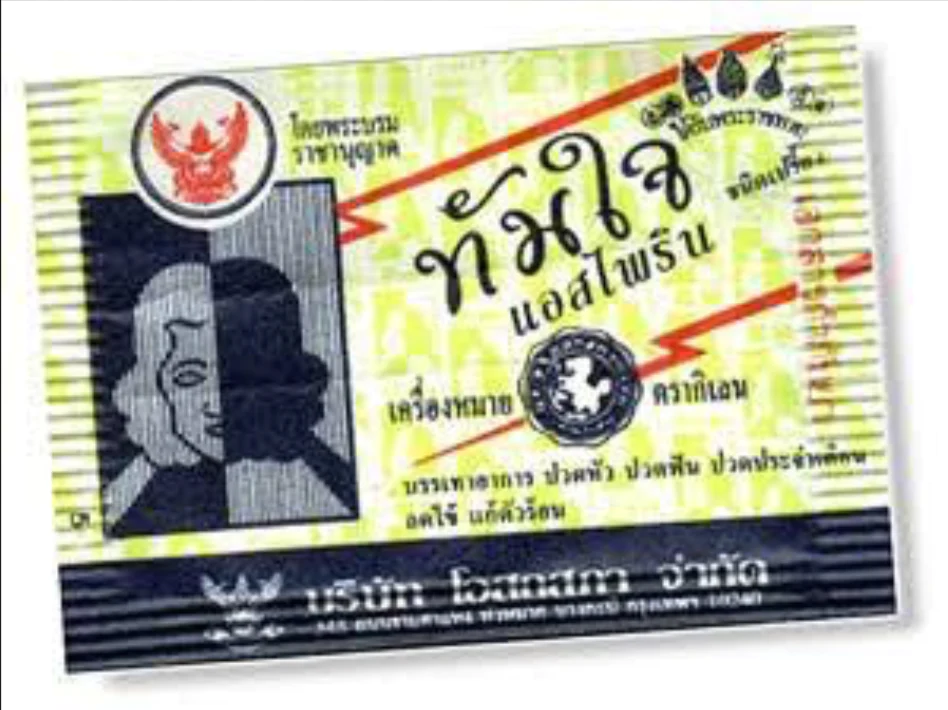 โดยพระบรม
ราชานุญาต
ทัมใจ
แอสไพริน
ชนิดเปรี้ยว
เครื่องหมาย
ตรากิเลน
บรรเทาอาการ ปวดหัว ปวดฟัน ปวดประจำเดือน
ลดไข้ แก้ตัวร้อน
บริษัท โอสถสภา จำกัด